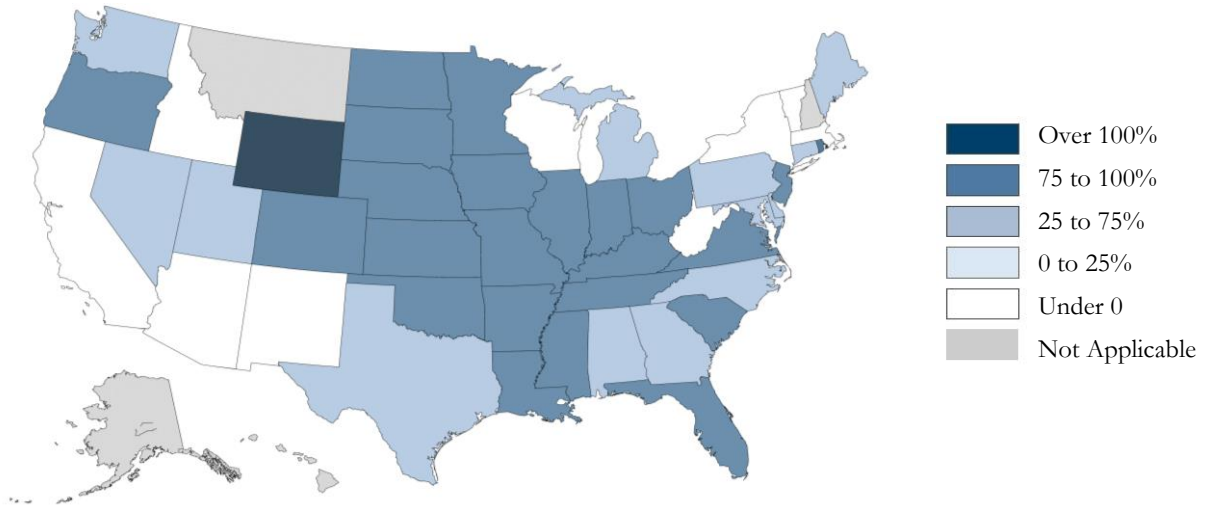 Over 100%
75 to 100%
25 to 75%
0 to 25%
Under 0
Not Applicable